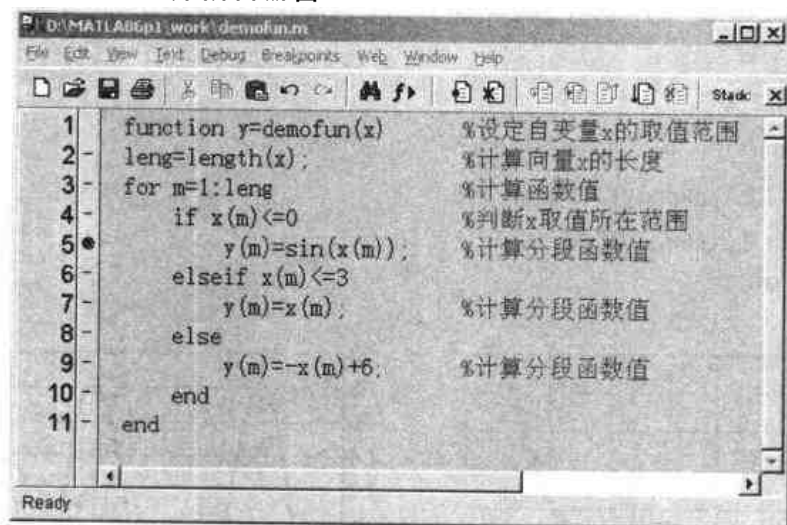 D:\MATLAB6p1\work\demofun.m
File Edit View Text Debug Breakpoints Web Window Help
Stack:
1 function y=demofun(x) %设定自变量x的取值范围
2 - leng=length(x); %计算向量x的长度
3 - for m=1:leng %计算函数值
4 - if x(m)<=0 %判断x取值所在范围
5 y(m)=sin(x(m)); %计算分段函数值
6 - elseif x(m)<=3
7 - y(m)=x(m); %计算分段函数值
8 - else
9 - y(m)=-x(m)+6; %计算分段函数值
10 - end
11 - end
Ready